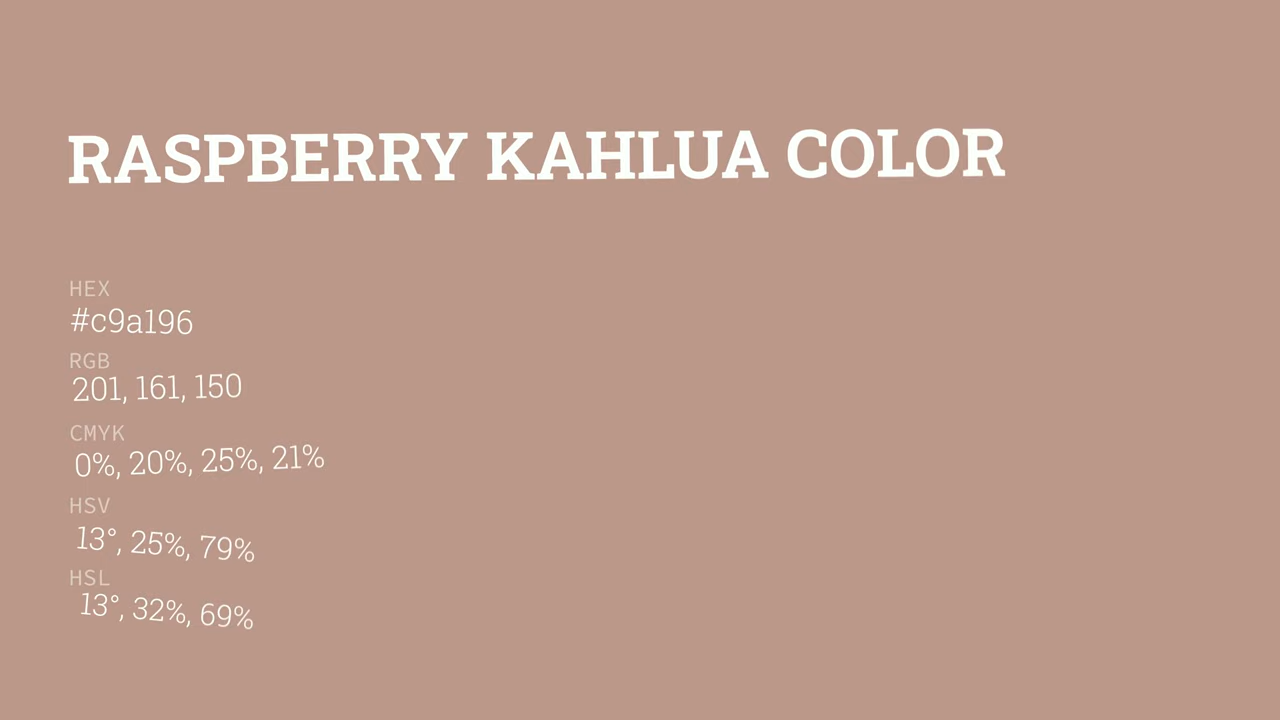 RASPBERRY KAHLUA COLOR
HEX
#c9a196
RGB
201, 161, 150
CMYK
0%, 20%, 25%, 21%
HSV
13°, 25%, 79%
HSL
13°, 32%, 69%